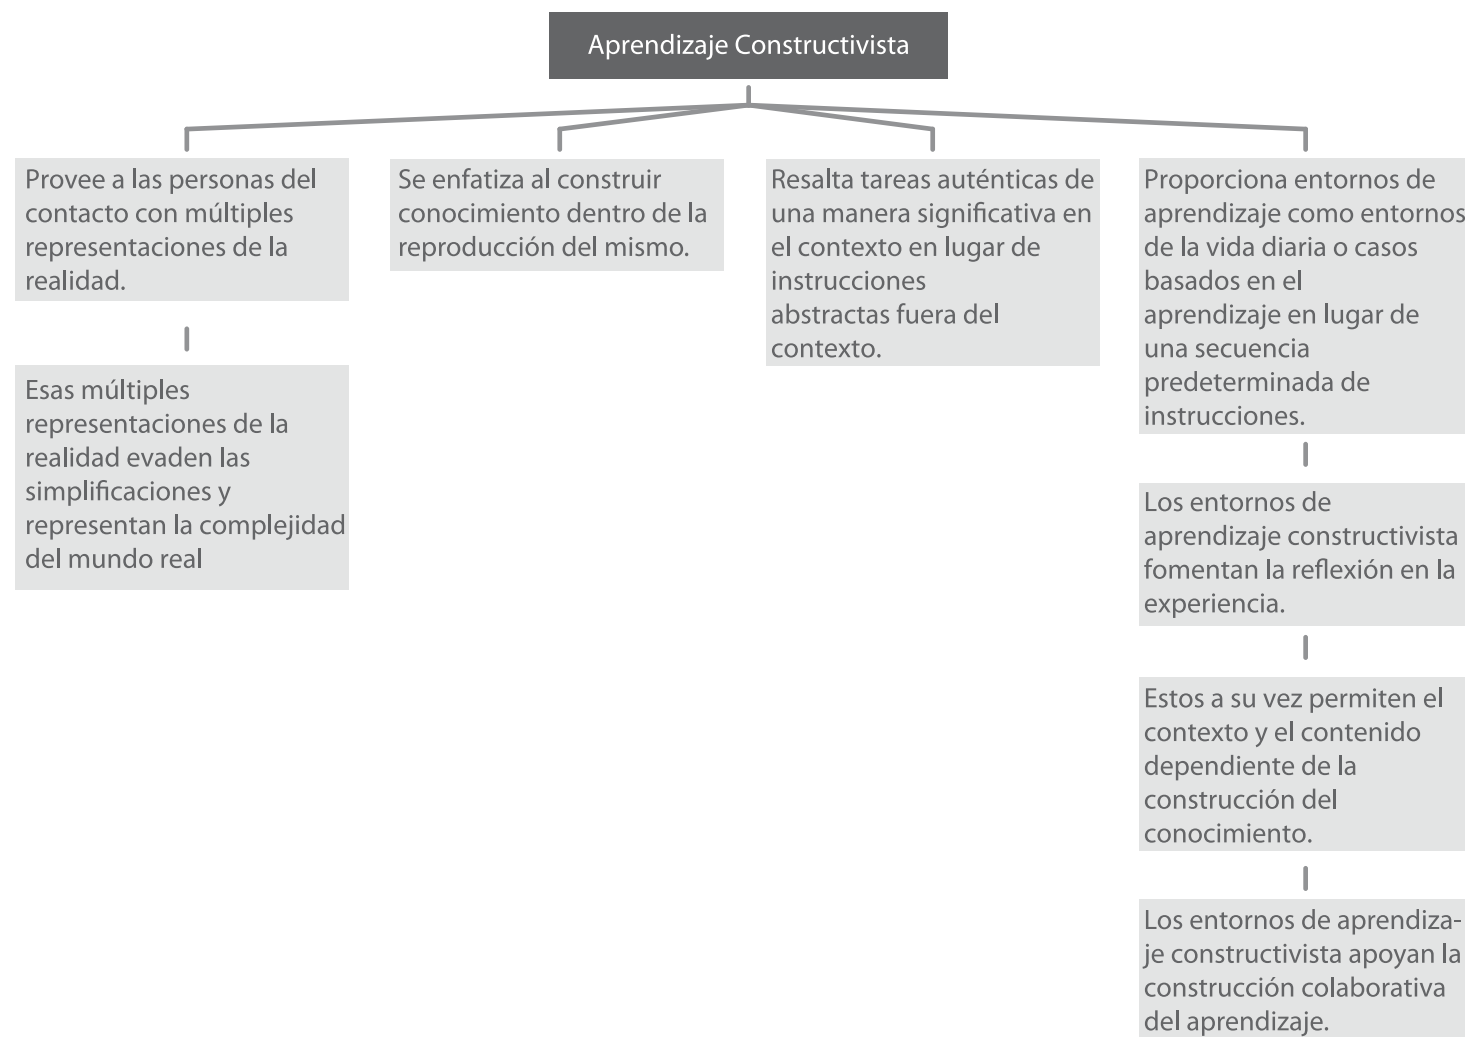 Aprendizaje Constructivista
Provee a las personas del
contacto con múltiples
representaciones de la
realidad.
Esas múltiples
representaciones de la
realidad evaden las
simplificaciones y
representan la complejidad
del mundo real
Se enfatiza al construir
conocimiento dentro de la
reproducción del mismo.
Resalta tareas auténticas de
una manera significativa en
el contexto en lugar de
instrucciones
abstractas fuera del
contexto.
Proporciona entornos de
aprendizaje como entornos
de la vida diaria o casos
basados en el
aprendizaje en lugar de
una secuencia
predeterminada de
instrucciones.
Los entornos de
aprendizaje constructivista
fomentan la reflexión en la
experiencia.
Estos a su vez permiten el
contexto y el contenido
dependiente de la
construcción del
conocimiento.
Los entornos de aprendiza-
je constructivista apoyan la
construcción colaborativa
del aprendizaje.